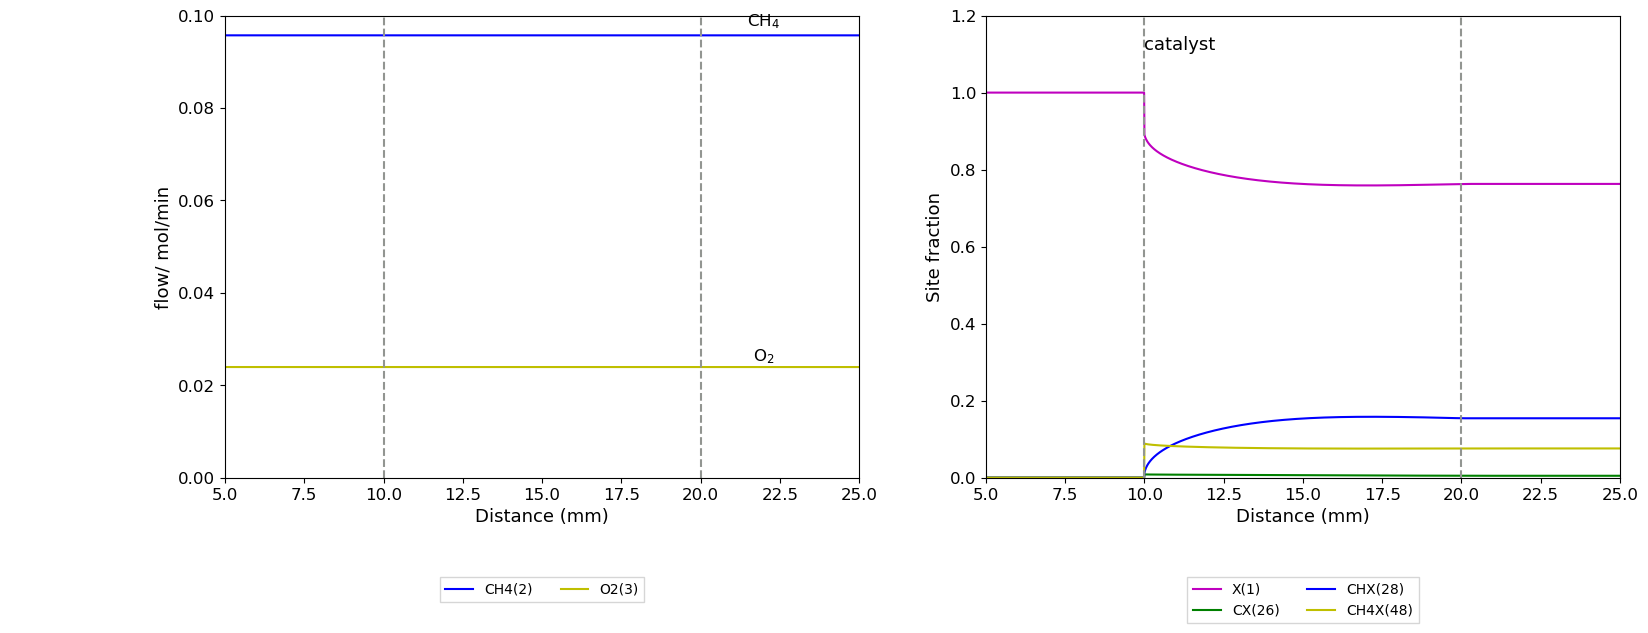 0.10
0.08
0.06
0.04
0.02
0.00
flow/ mol/min
CH₄
O₂
5.0 7.5 10.0 12.5 15.0 17.5 20.0 22.5 25.0
Distance (mm)
CH4(2) O2(3)
1.2
1.0
0.8
0.6
0.4
0.2
0.0
Site fraction
catalyst
5.0 7.5 10.0 12.5 15.0 17.5 20.0 22.5 25.0
Distance (mm)
X(1) CHX(28)
CX(26) CH4X(48)